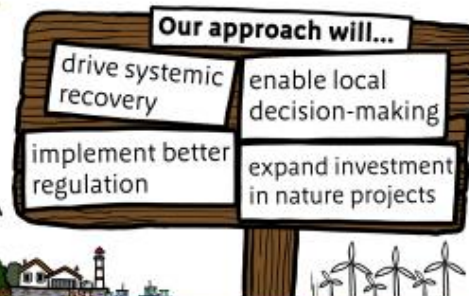 Our approach will...
drive systemic
recovery
enable local
decision-making
implement better
regulation
expand investment
in nature projects